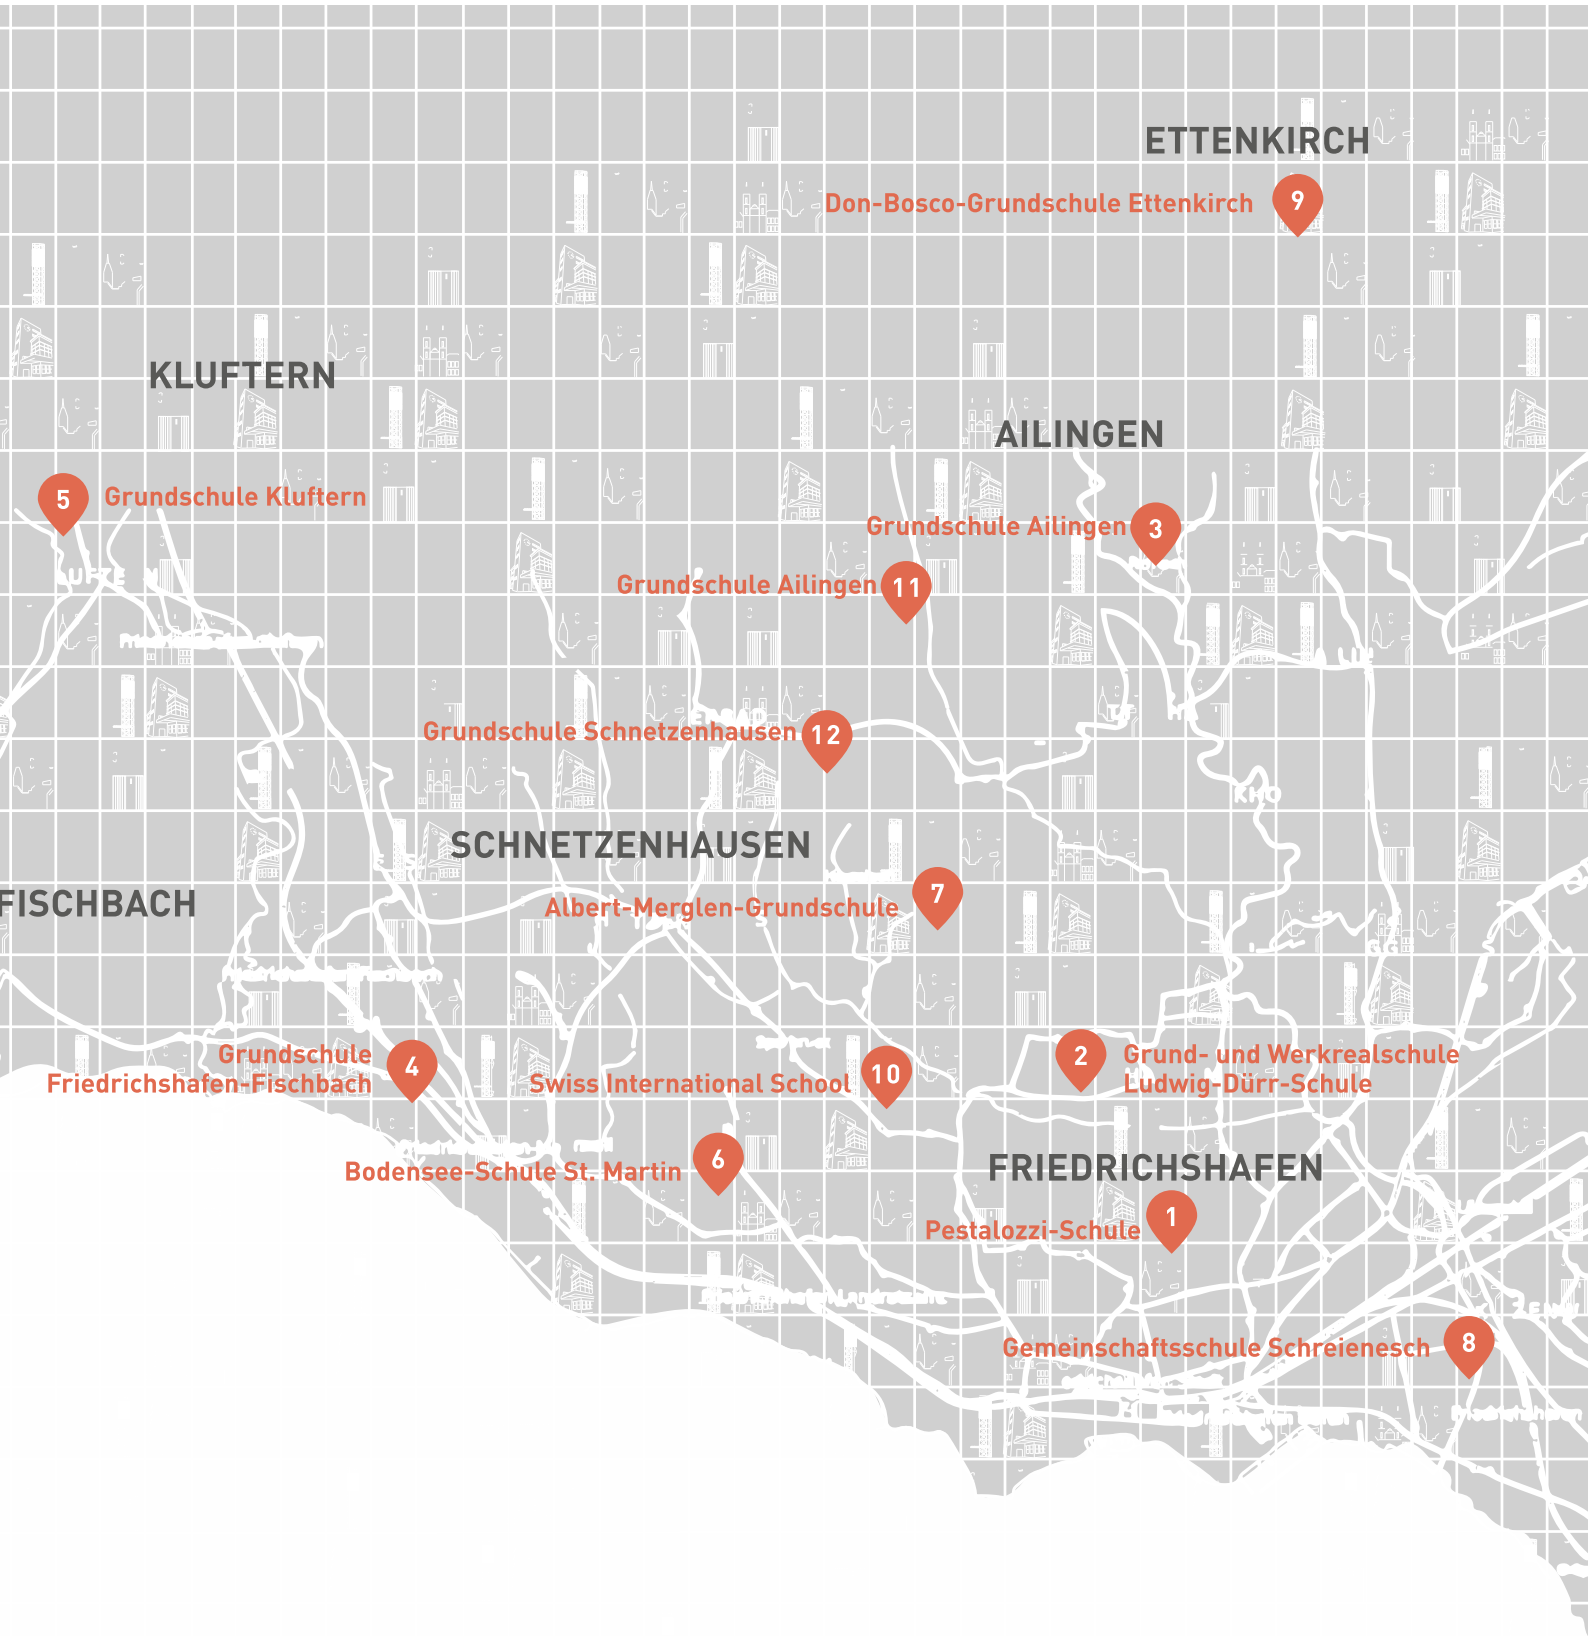 ETTENKIRCH
Don-Bosco-Grundschule Ettenkirch
9
KLUFTERN
AILINGEN
5
Grundschule Kluftern
Grundschule Ailingen
3
Grundschule Ailingen
11
Grundschule Schnetzenhausen
12
KHO
SCHNETZENHAUSEN
FISCHBACH
7
Albert-Merglen-Grundschule
Grundschule
Friedrichshafen-Fischbach
4
Swiss International School
10
2
Grund- und Werkrealschule
Ludwig-Dürr-Schule
Bodensee-Schule St. Martin
6
FRIEDRICHSHAFEN
Pestalozzi-Schule
1
Gemeinschaftsschule Schreienesch
8